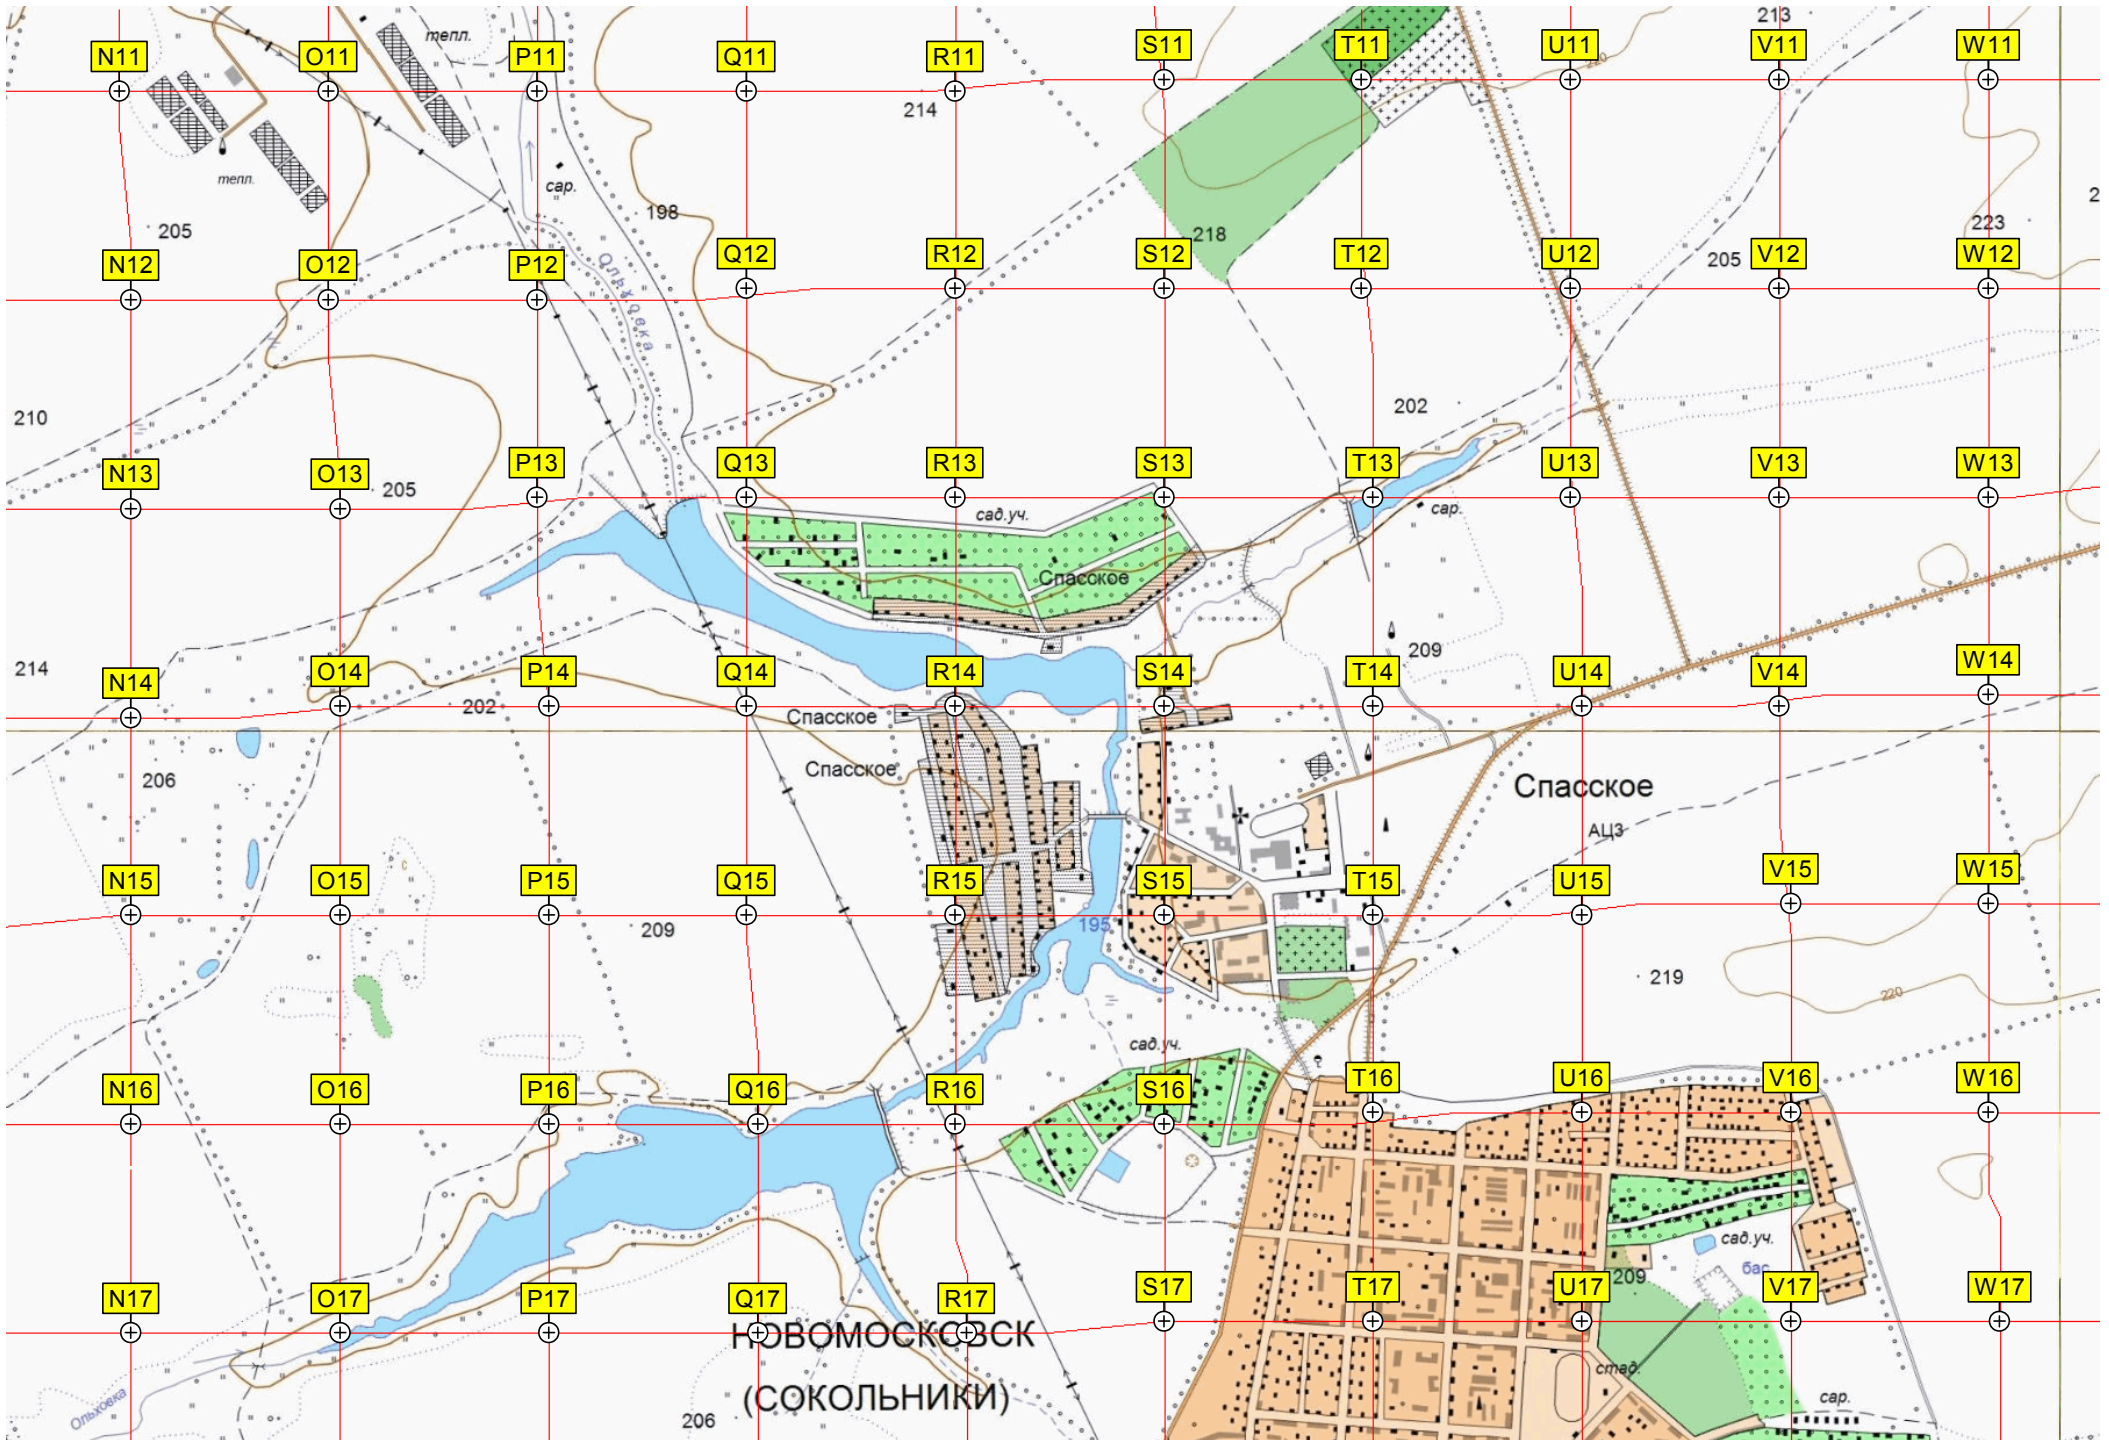 213
тепл.
N11 O11 P11 Q11 R11 S11 T11 U11 V11 W11
220
214
тепл.
сар.
198
205
218
223
2
N12 O12 P12 Q12 R12 S12 T12 U12 V12 W12
205
Ольховка
210
202
N13 O13 P13 Q13 R13 S13 T13 U13 V13 W13
205
сад.уч.
сар.
Спасское
209
214
N14 O14 P14 Q14 R14 S14 T14 U14 V14 W14
202
Спасское
Спасское
206
Спасское
АЦЗ
с
N15 O15 P15 Q15 R15 S15 T15 U15 V15 W15
209
195
219
220
сад.уч.
N16 O16 P16 Q16 R16 S16 T16 U16 V16 W16
сад.уч.
бас.
209
N17 O17 P17 Q17 R17 S17 T17 U17 V17 W17
НОВОМОСКОВСК
(СОКОЛЬНИКИ)
стад.
Ольховка
206
сар.